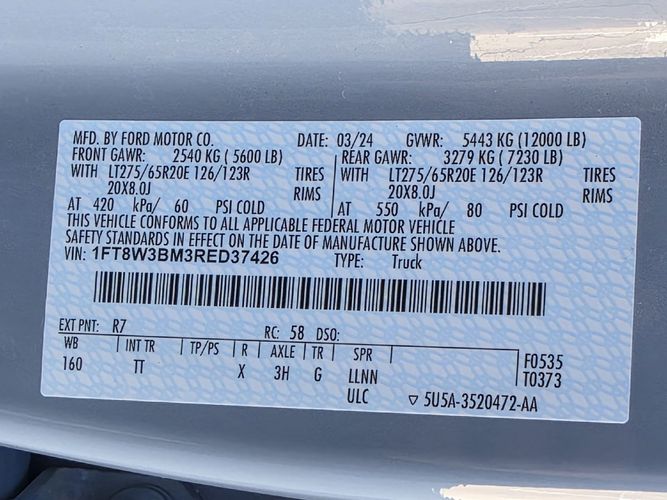 MFD. BY FORD MOTOR CO. DATE: 03/24 GVWR: 5443 KG (12000 LB)
FRONT GAWR: 2540 KG (5600 LB) REAR GAWR: 3279 KG (7230 LB)
WITH LT275/65R20E 126/123R TIRES WITH LT275/65R20E 126/123R TIRES
20X8.0J RIMS 20X8.0J RIMS
AT 420 kPa/ 60 PSI COLD AT 550 kPa/ 80 PSI COLD
THIS VEHICLE CONFORMS TO ALL APPLICABLE FEDERAL MOTOR VEHICLE
SAFETY STANDARDS IN EFFECT ON THE DATE OF MANUFACTURE SHOWN ABOVE.
VIN: 1FT8W3BM3RED37426 TYPE: Truck
EXT PNT: R7 RC: 58 DSO:
WB INT TR TP/PS R AXLE TR SPR F0535
160 TT X 3H G LLNN T0373
ULC 5U5A-3520472-AA